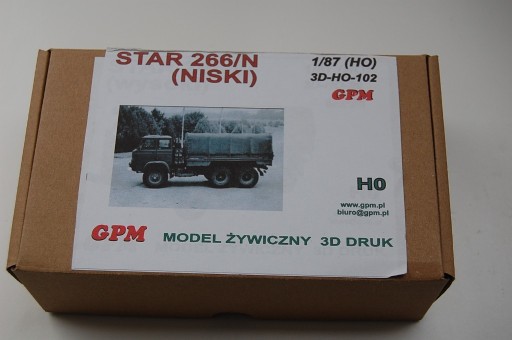 STAR 266/N
(NISKI)
1/87 (HO)
3D-HO-102
GPM
H0
www.gpm.pl
biuro@gpm.pl
GPM MODEL ŻYWICZNY 3D DRUK